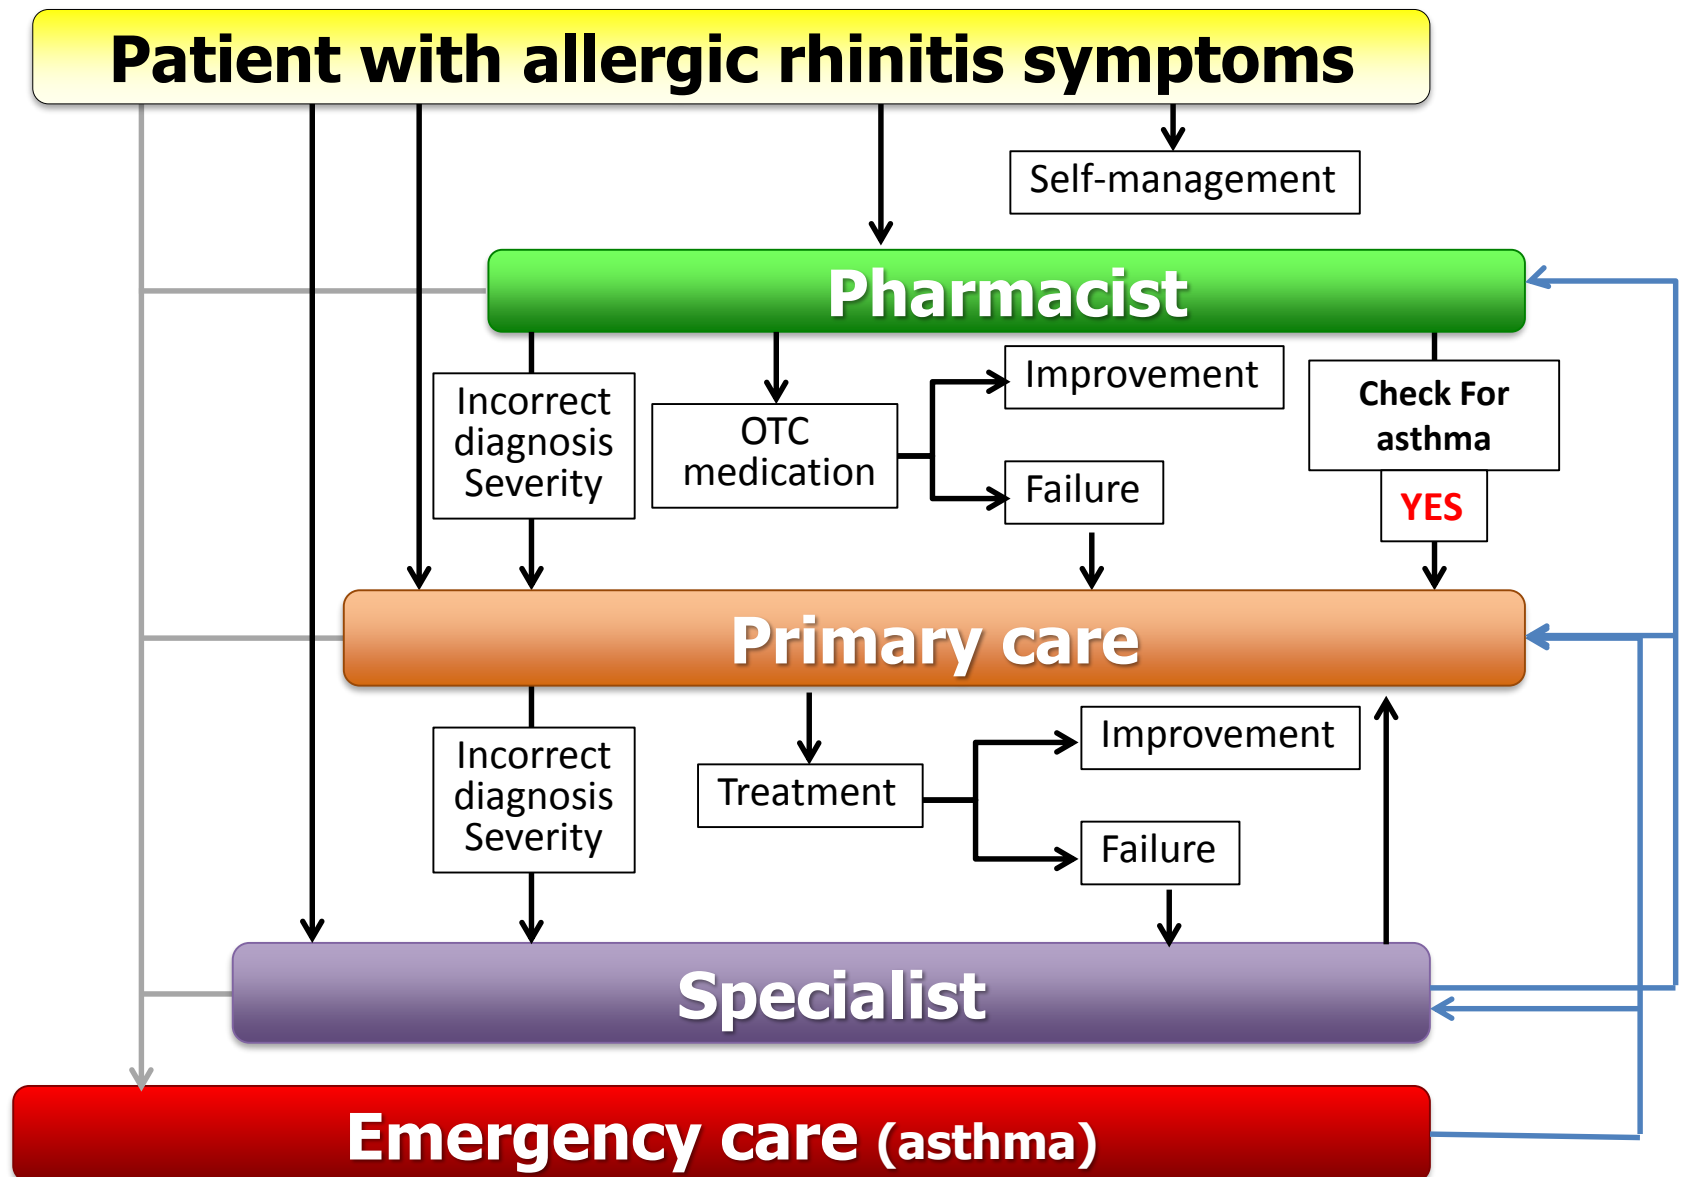 Patient with allergic rhinitis symptoms
Self-management
Pharmacist
Incorrect
diagnosis
Severity
OTC
medication
Improvement
Failure
Check For
asthma
YES
Primary care
Incorrect
diagnosis
Severity
Treatment
Improvement
Failure
Specialist
Emergency care (asthma)